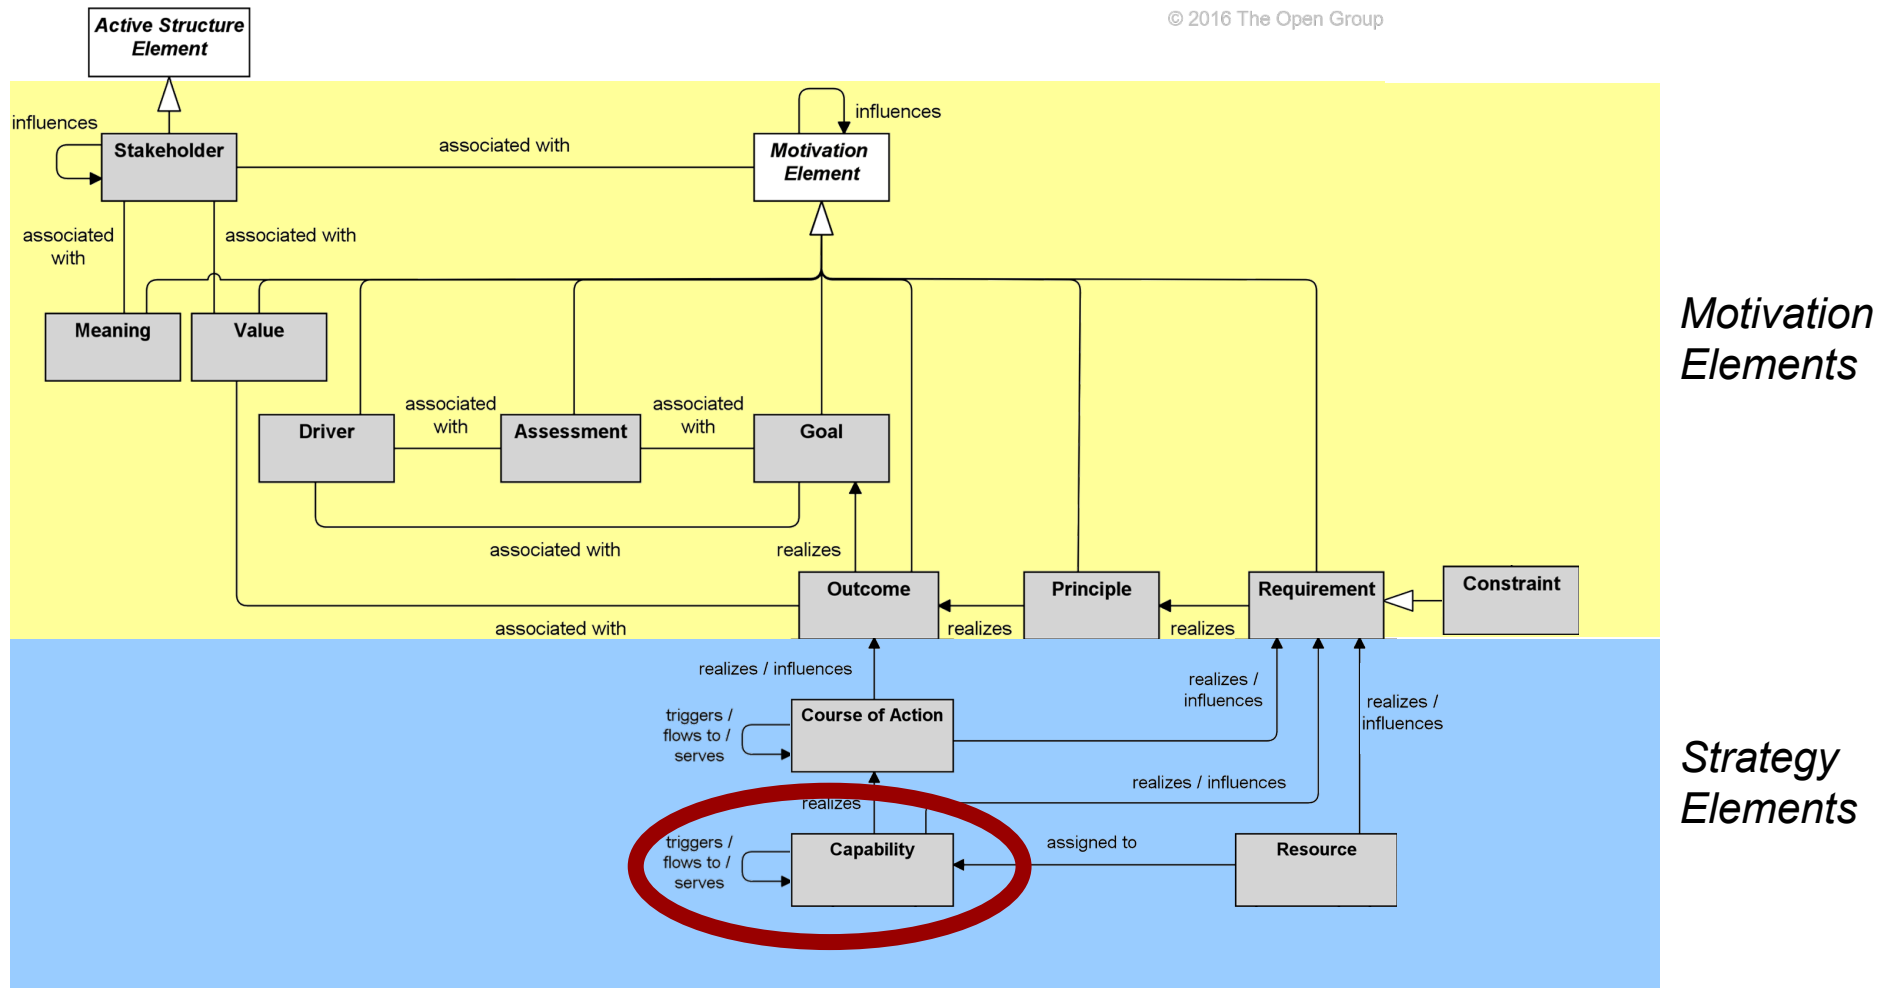 © 2016 The Open Group
Active Structure
Element
influences
Stakeholder
associated with
influences
Motivation
Element
associated
with
associated with
Meaning
Value
Motivation
Elements
associated
with
associated
with
Driver
Assessment
Goal
associated with
realizes
Outcome
Principle
Requirement
Constraint
associated with
realizes
realizes
realizes / influences
realizes /
influences
realizes /
influences
triggers /
flows to /
serves
Course of Action
Strategy
Elements
realizes / influences
realizes
triggers /
flows to /
serves
Capability
assigned to
Resource